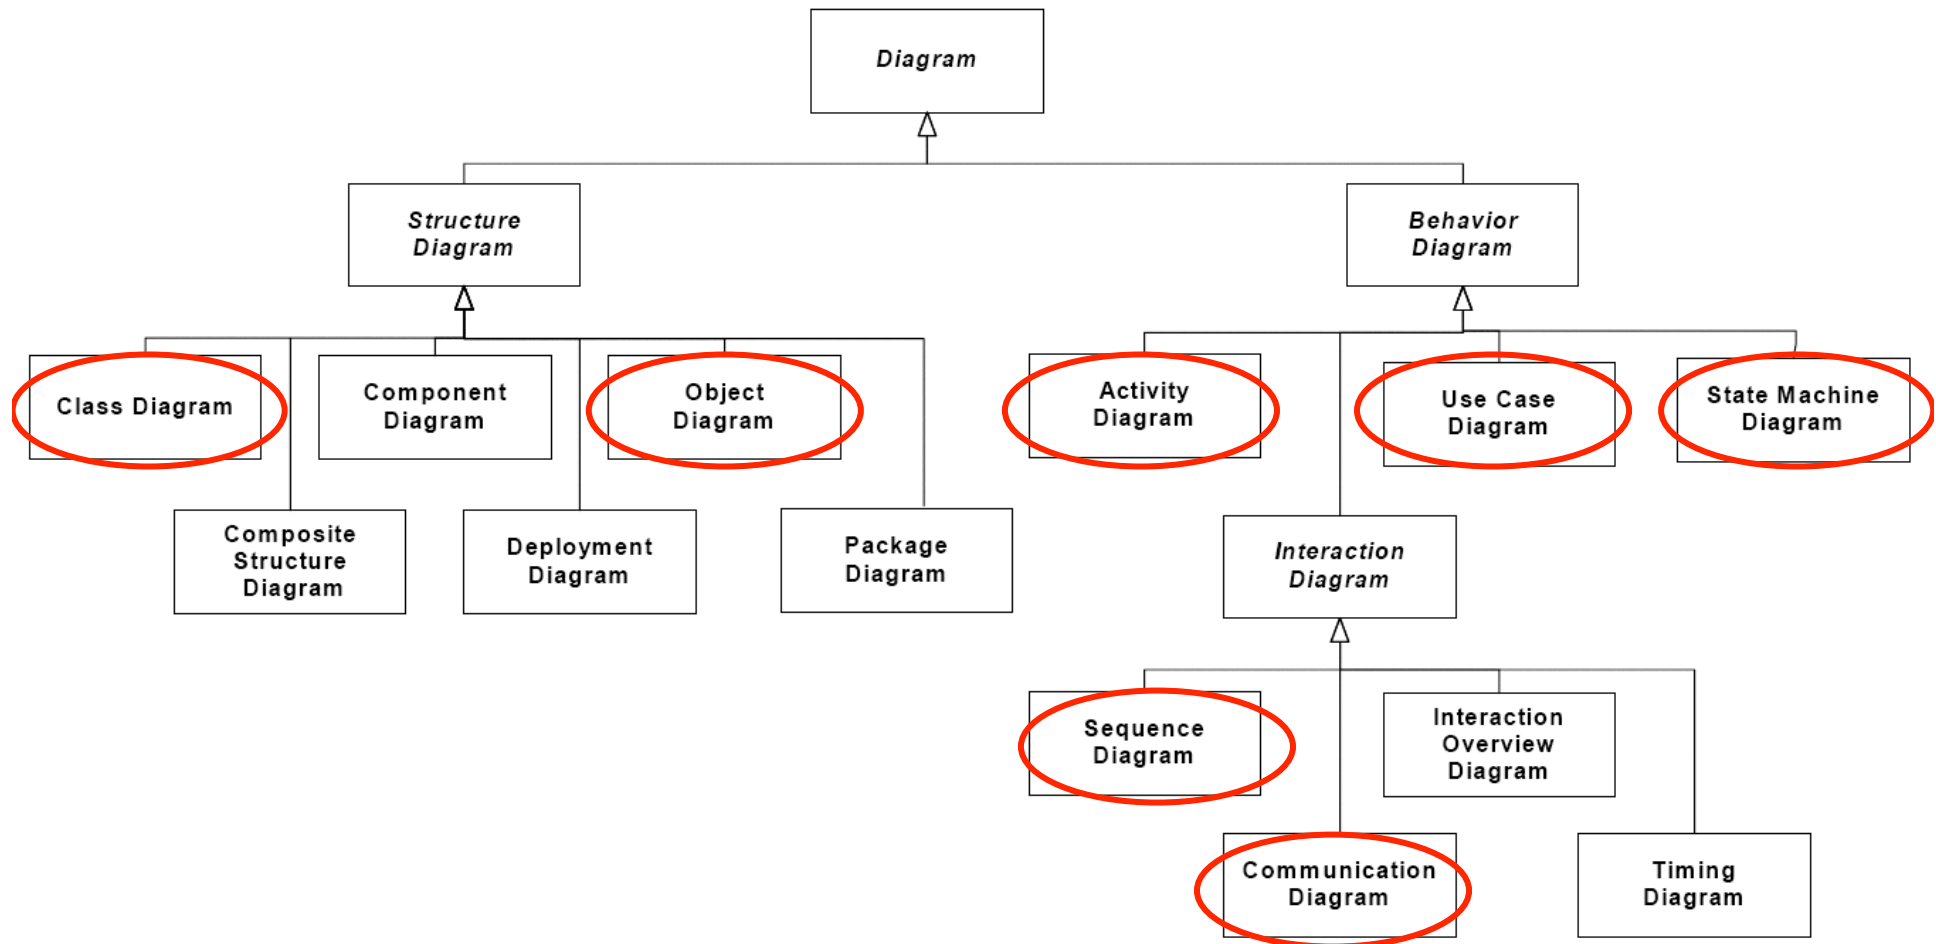 Diagram
Structure
Diagram
Behavior
Diagram
Class Diagram
Component
Diagram
Object
Diagram
Activity
Diagram
Use Case
Diagram
State Machine
Diagram
Composite
Structure
Diagram
Deployment
Diagram
Package
Diagram
Interaction
Diagram
Sequence
Diagram
Interaction
Overview
Diagram
Communication
Diagram
Timing
Diagram